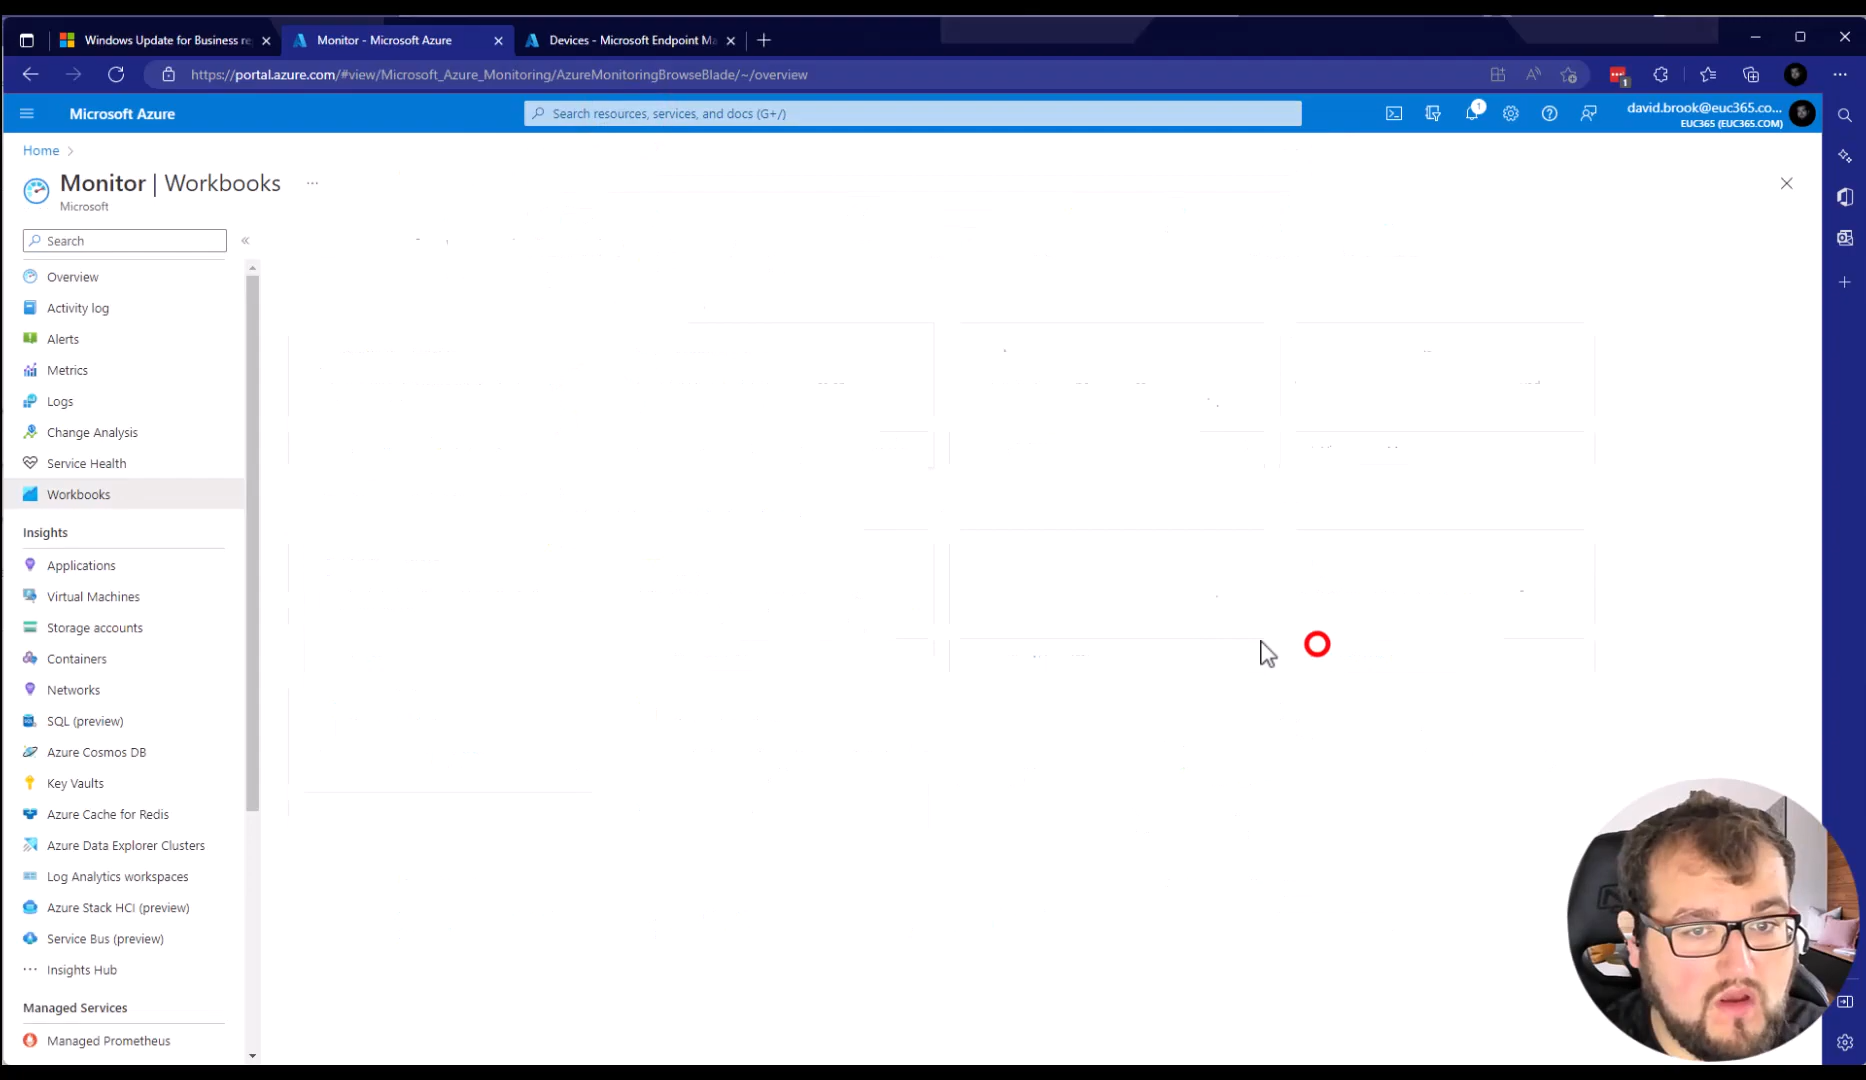 Windows Update for Business re
Monitor - Microsoft Azure
Devices - Microsoft Endpoint Ma
https://portal.azure.com/#view/Microsoft_Azure_Monitoring/AzureMonitoringBrowseBlade/~/overview
1
Microsoft Azure
Search resources, services, and docs (G+/)
1
david.brook@euc365.co...
EUC365 (EUC365.COM)
Home >
Monitor | Workbooks ...
Microsoft
Search
«
Overview
Activity log
Alerts
Metrics
Logs
Change Analysis
Service Health
Workbooks
Insights
Applications
Virtual Machines
Storage accounts
Containers
Networks
SQL (preview)
Azure Cosmos DB
Key Vaults
Azure Cache for Redis
Azure Data Explorer Clusters
Log Analytics workspaces
Azure Stack HCI (preview)
Service Bus (preview)
Insights Hub
Managed Services
Managed Prometheus